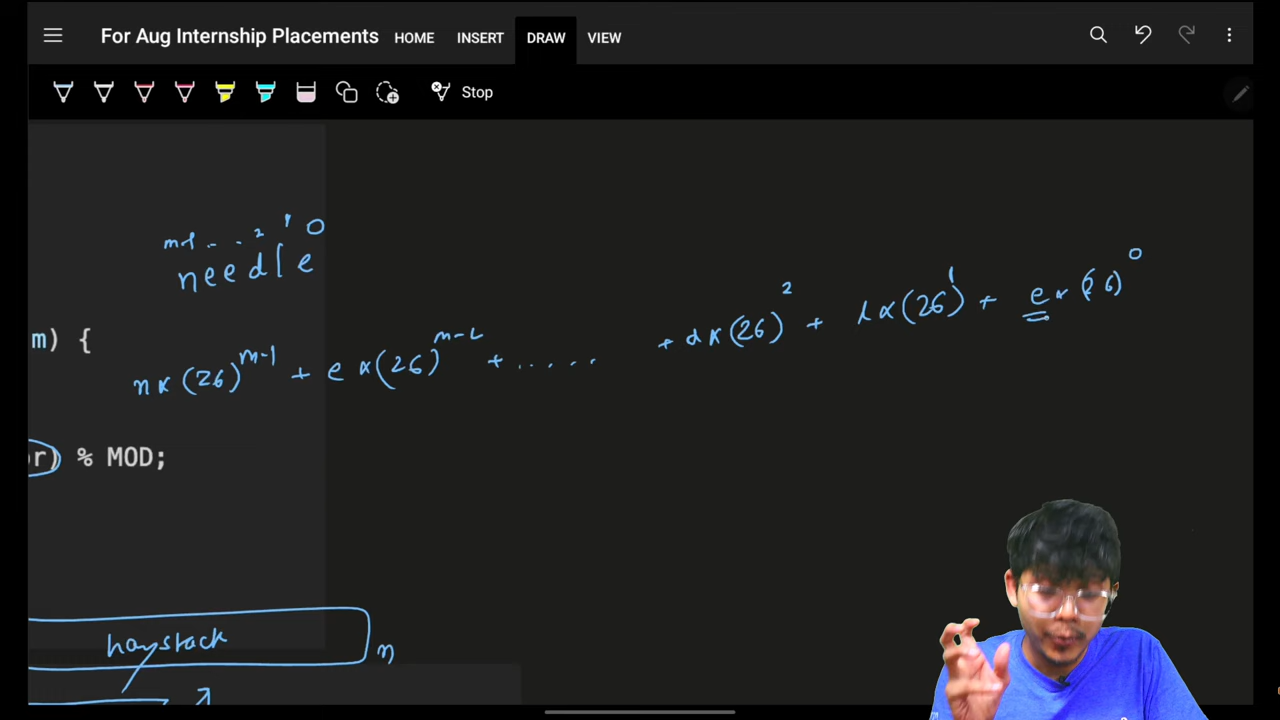 For Aug Internship Placements HOME INSERT DRAW VIEW
Stop
m-1 . . . 2 1 0
needle
m) {
n x (26)^m-1 + e x (26)^m-2 + ..... + d x (26)^2 + l x (26)^1 + e x (26)^0
r) % MOD;
haystack
n